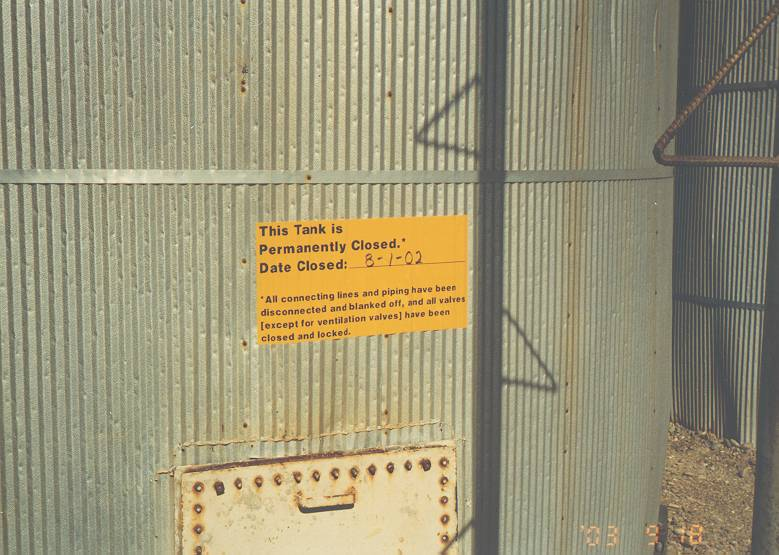 This Tank is
Permanently Closed.*
Date Closed: 8-1-02
*All connecting lines and piping have been
disconnected and blanked off, and all valves
[except for ventilation valves] have been
closed and locked.
'03 9 18